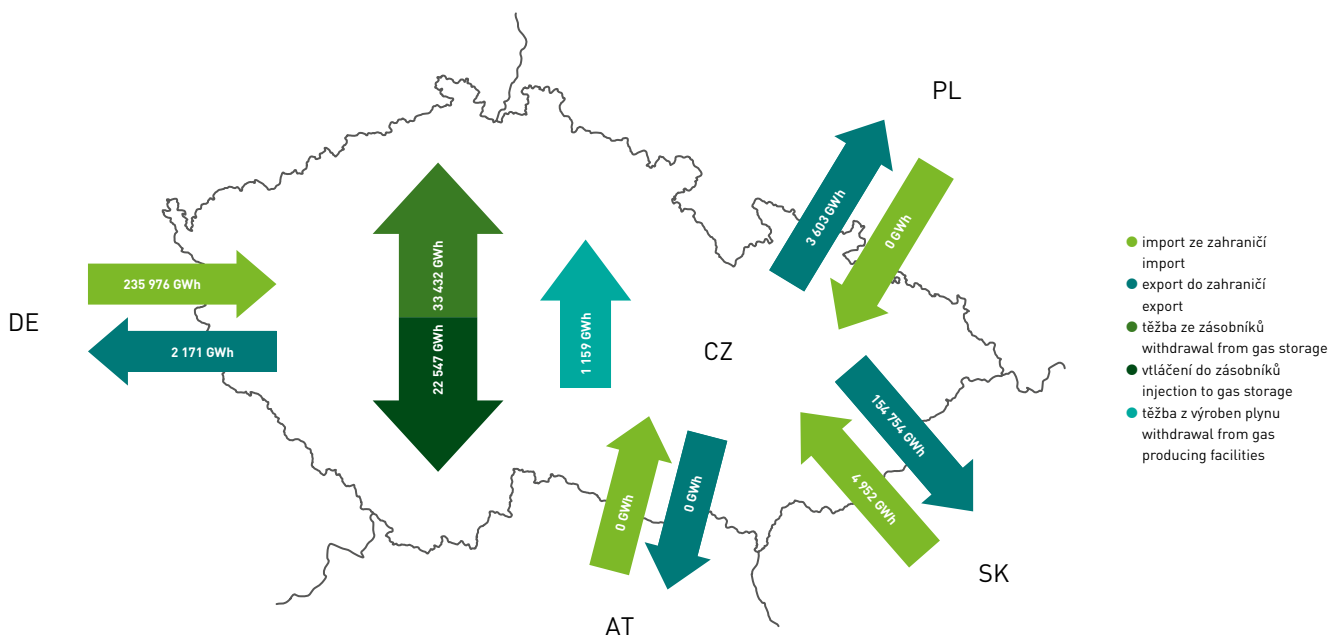 PL
3 603 GWh
0 GWh
DE
235 976 GWh
2 171 GWh
33 432 GWh
22 547 GWh
1 159 GWh
CZ
154 754 GWh
4 952 GWh
SK
0 GWh
0 GWh
AT
import ze zahraničí
import
export do zahraničí
export
těžba ze zásobníků
withdrawal from gas storage
vtláčení do zásobníků
injection to gas storage
těžba z výroben plynu
withdrawal from gas
producing facilities